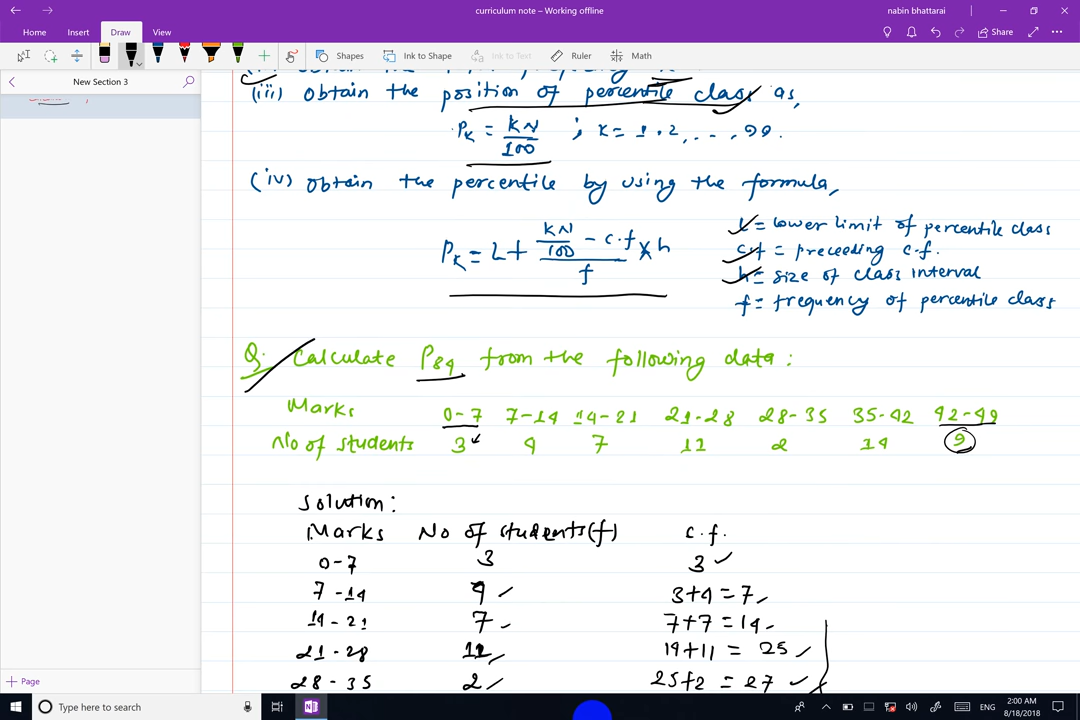 curriculum note – Working offline
nabin bhattarai
Home Insert Draw View
Share
Shapes Ink to Shape Ink to Text Ruler Math
New Section 3
(iii) obtain the position of percentile class as,
PK = KN/100 ; K = 1, 2, ..., 99.
(iv) obtain the percentile by using the formula,
PK = L + (KN/100 - c.f)/f × h
l = lower limit of percentile class
c.f = preceeding c.f.
h = size of class interval
f = frequency of percentile class
Q. Calculate P84 from the following data:
Marks 0-7 7-14 14-21 21-28 28-35 35-42 42-49
No of students 3 4 7 11 2 14 9
Solution:
Marks No of students(f) c.f.
0-7 3 3
7-14 4 3+4 = 7
14-21 7 7+7 = 14
21-28 11 14+11 = 25
28-35 2 25+2 = 27
Page
Type here to search
ENG
2:00 AM
8/18/2018